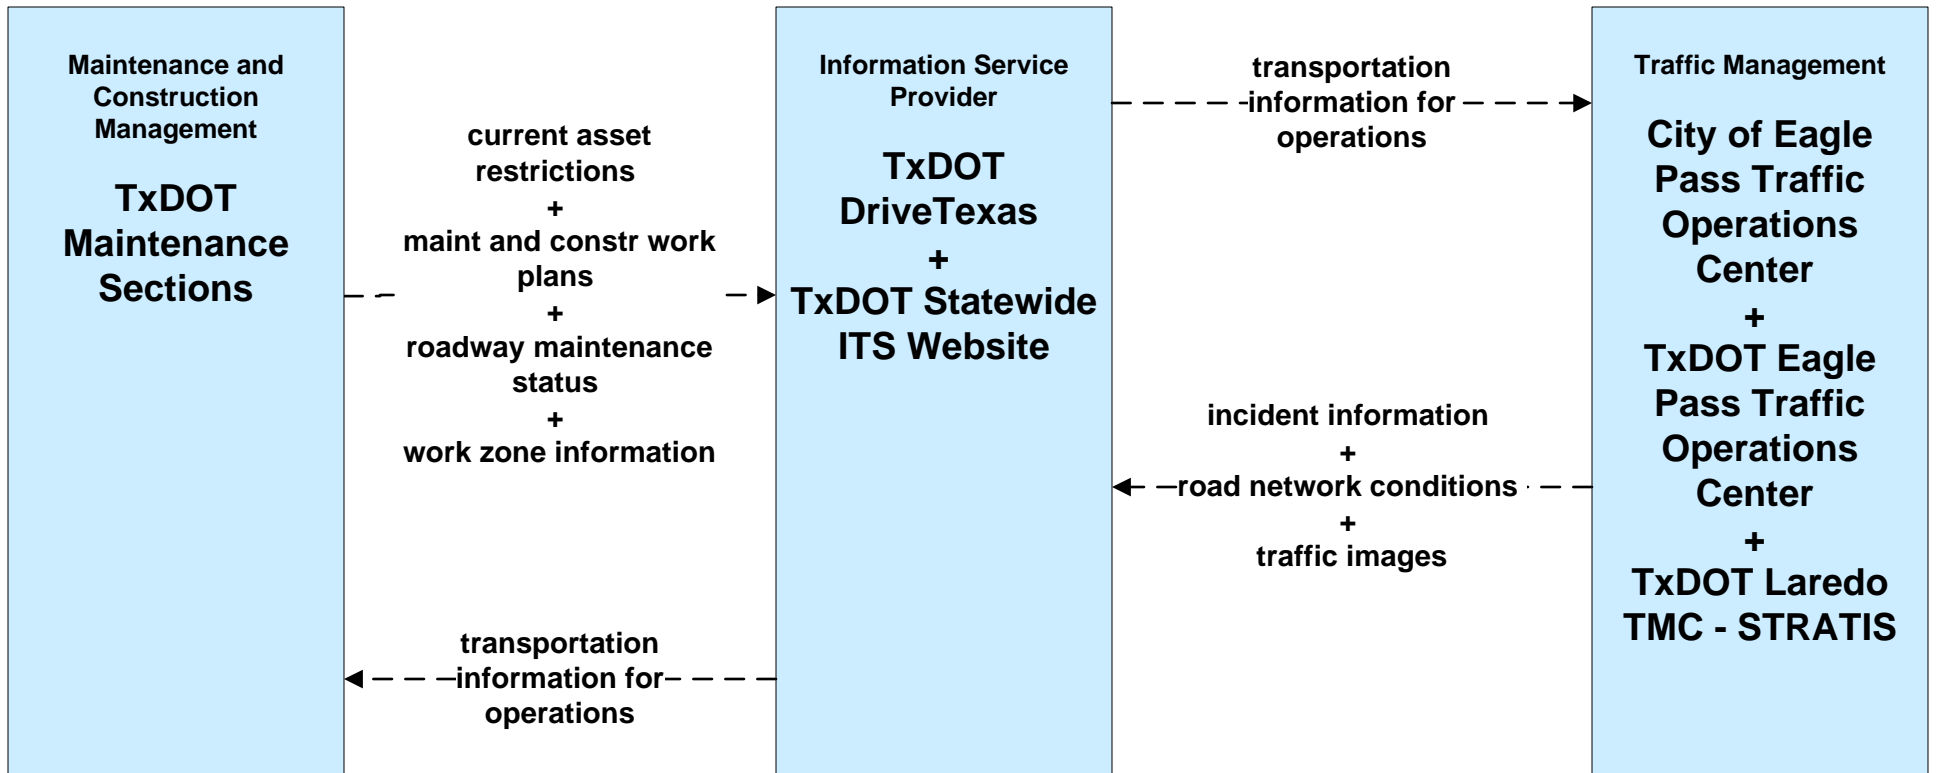 Maintenance and
Construction
Management
TxDOT
Maintenance
Sections
current asset
restrictions
+
maint and constr work
plans
+
roadway maintenance
status
+
work zone information
transportation
information for
operations
Information Service
Provider
TxDOT
DriveTexas
+
TxDOT Statewide
ITS Website
transportation
information for
operations
incident information
+
road network conditions
+
traffic images
Traffic Management
City of Eagle
Pass Traffic
Operations
Center
+
TxDOT Eagle
Pass Traffic
Operations
Center
+
TxDOT Laredo
TMC - STRATIS